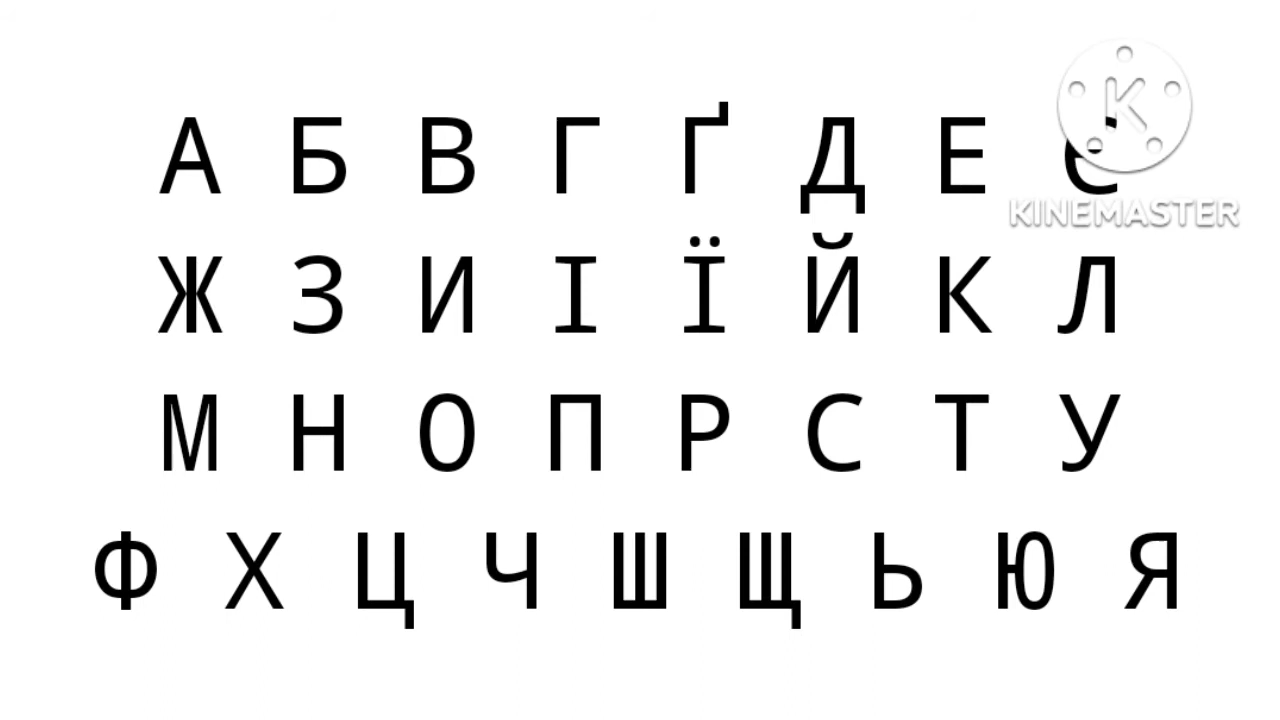 А Б В Г Ґ Д Е Є
KINEMASTER
Ж З И І Ї Й К Л
М Н О П Р С Т У
Ф Х Ц Ч Ш Щ Ь Ю Я